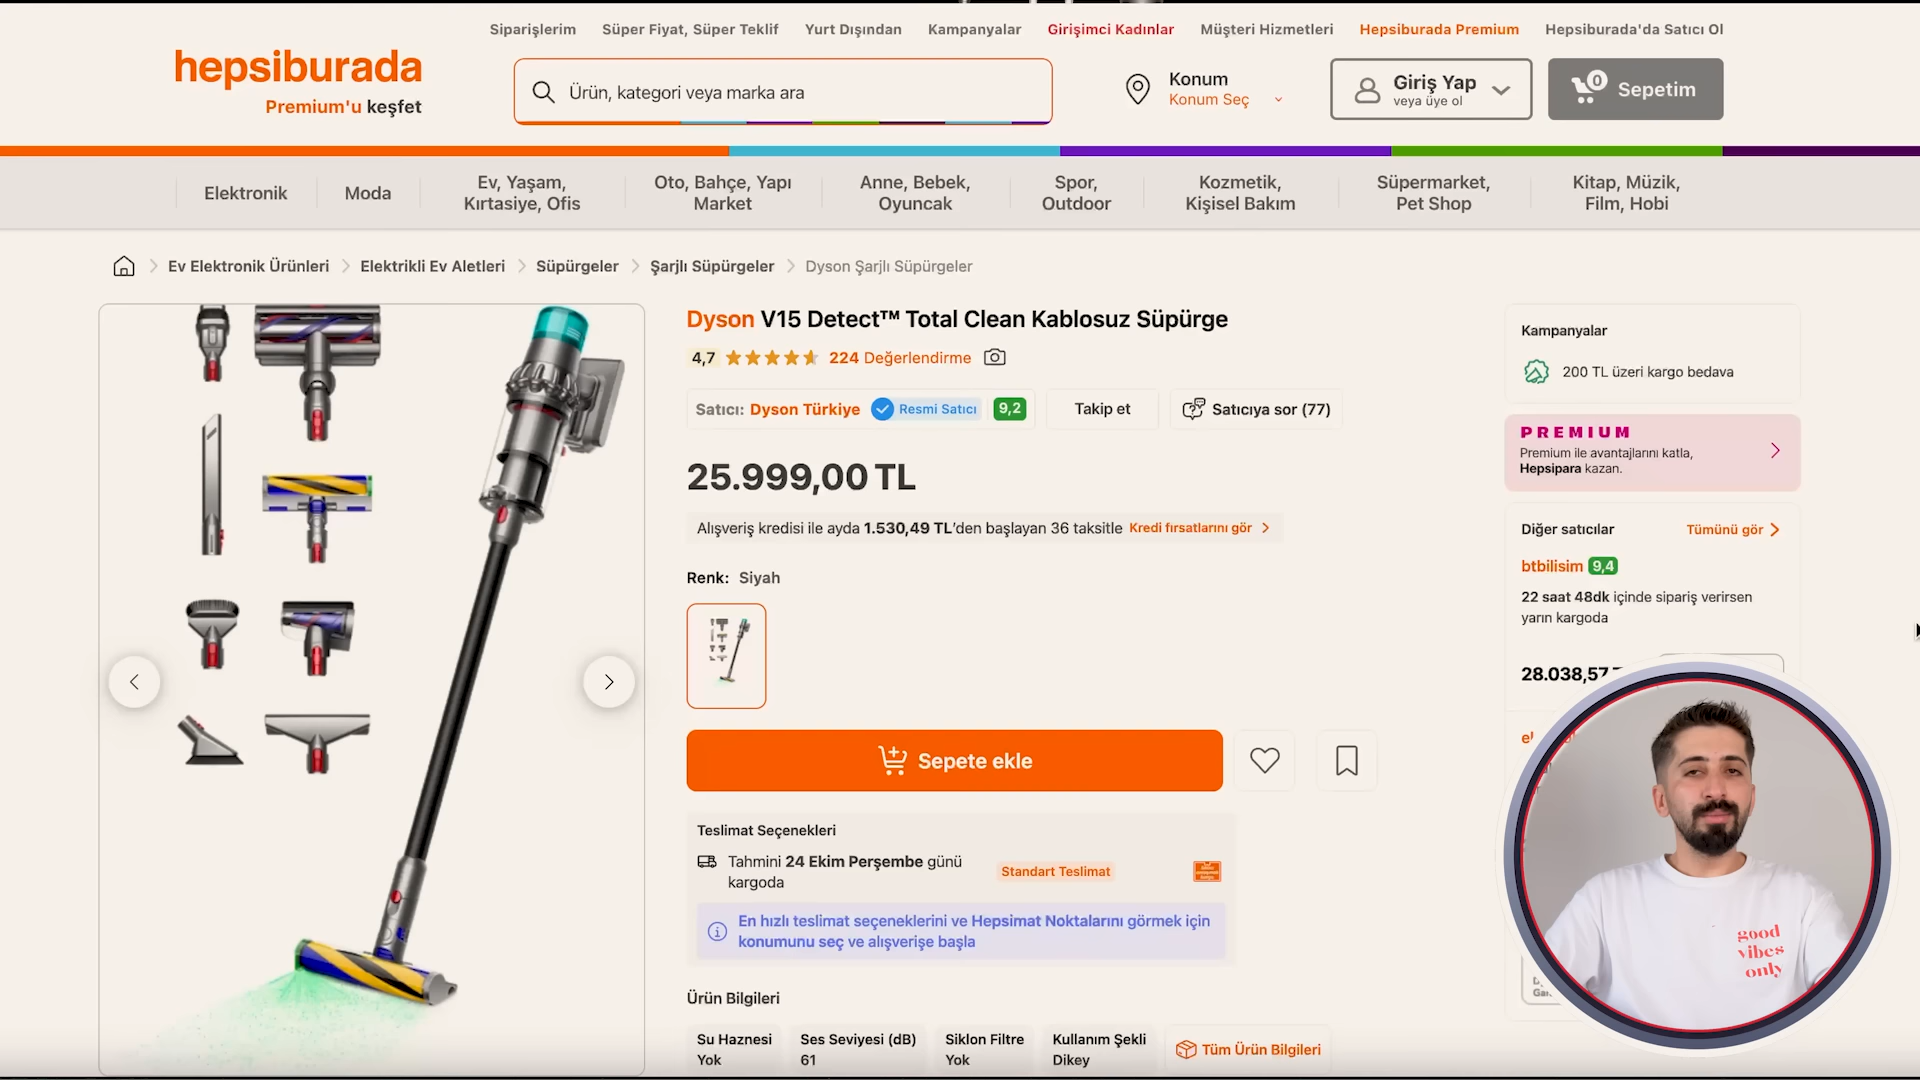 Siparişlerim
Süper Fiyat, Süper Teklif
Yurt Dışından
Kampanyalar
Girişimci Kadınlar
Müşteri Hizmetleri
Hepsiburada Premium
Hepsiburada'da Satıcı Ol
hepsiburada
Premium'u keşfet
Ürün, kategori veya marka ara
Konum
Konum Seç
Giriş Yap
veya üye ol
0
Sepetim
Elektronik
Moda
Ev, Yaşam,
Kırtasiye, Ofis
Oto, Bahçe, Yapı
Market
Anne, Bebek,
Oyuncak
Spor,
Outdoor
Kozmetik,
Kişisel Bakım
Süpermarket,
Pet Shop
Kitap, Müzik,
Film, Hobi
Ev Elektronik Ürünleri
Elektrikli Ev Aletleri
Süpürgeler
Şarjlı Süpürgeler
Dyson Şarjlı Süpürgeler
Dyson V15 Detect™ Total Clean Kablosuz Süpürge
4,7
224 Değerlendirme
Satıcı: Dyson Türkiye
Resmi Satıcı
9,2
Takip et
Satıcıya sor (77)
25.999,00 TL
Alışveriş kredisi ile ayda 1.530,49 TL'den başlayan 36 taksitle Kredi fırsatlarını gör
Renk: Siyah
Sepete ekle
Teslimat Seçenekleri
Tahmini 24 Ekim Perşembe günü
kargoda
Standart Teslimat
En hızlı teslimat seçeneklerini ve Hepsimat Noktalarını görmek için
konumunu seç ve alışverişe başla
Ürün Bilgileri
Su Haznesi
Yok
Ses Seviyesi (dB)
61
Siklon Filtre
Yok
Kullanım Şekli
Dikey
Tüm Ürün Bilgileri
Kampanyalar
200 TL üzeri kargo bedava
PREMIUM
Premium ile avantajlarını katla,
Hepsipara kazan.
Diğer satıcılar
Tümünü gör
btbilisim 9,4
22 saat 48dk içinde sipariş verirsen
yarın kargoda
28.038,57
good
vibes
only